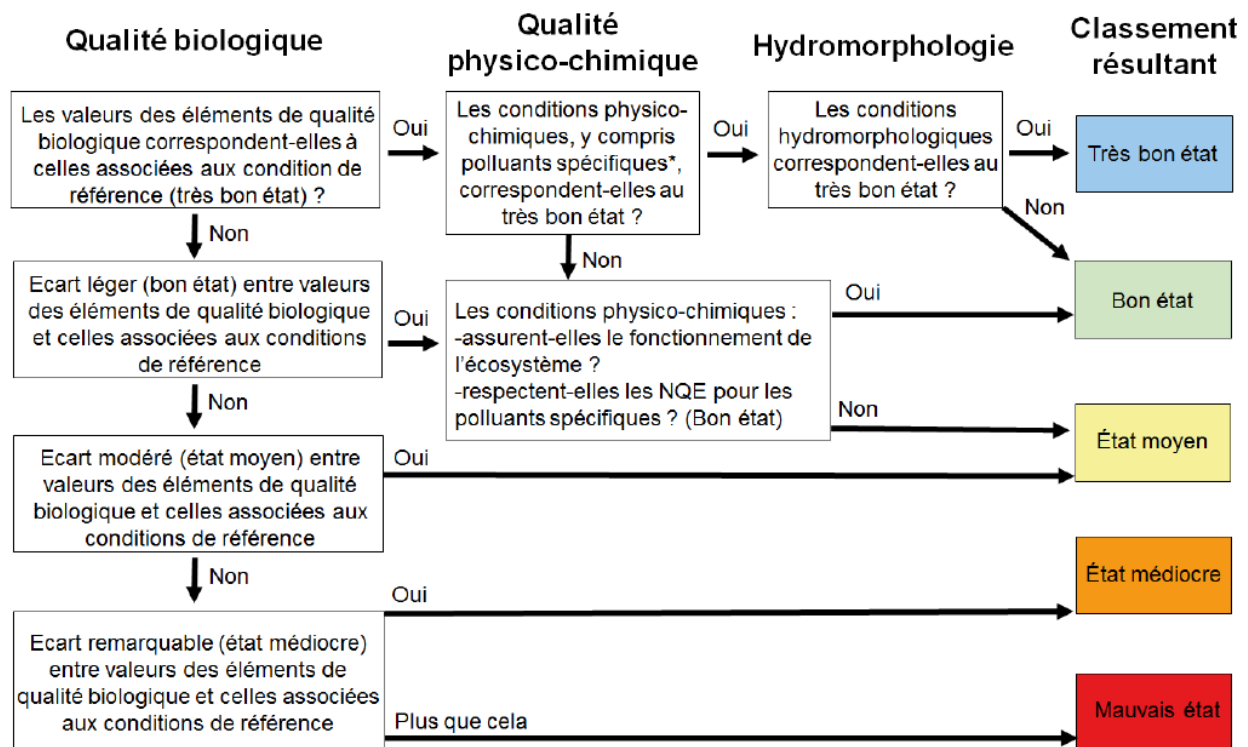 Qualité biologique
Qualité
physico-chimique
Hydromorphologie
Classement
résultant
Les valeurs des éléments de qualité
biologique correspondent-elles à
celles associées aux condition de
référence (très bon état) ?
Oui
Les conditions physico-
chimiques, y compris
polluants spécifiques*,
correspondent-elles au
très bon état ?
Oui
Les conditions
hydromorphologiques
correspondent-elles au
très bon état ?
Oui
Très bon état
Non
Non
Non
Ecart léger (bon état) entre valeurs
des éléments de qualité biologique
et celles associées aux conditions
de référence
Oui
Les conditions physico-chimiques :
-assurent-elles le fonctionnement de
l'écosystème ?
-respectent-elles les NQE pour les
polluants spécifiques ? (Bon état)
Oui
Bon état
Non
Non
État moyen
Ecart modéré (état moyen) entre
valeurs des éléments de qualité
biologique et celles associées aux
conditions de référence
Oui
Non
Oui
État médiocre
Ecart remarquable (état médiocre)
entre valeurs des éléments de
qualité biologique et celles associées
aux conditions de référence
Plus que cela
Mauvais état